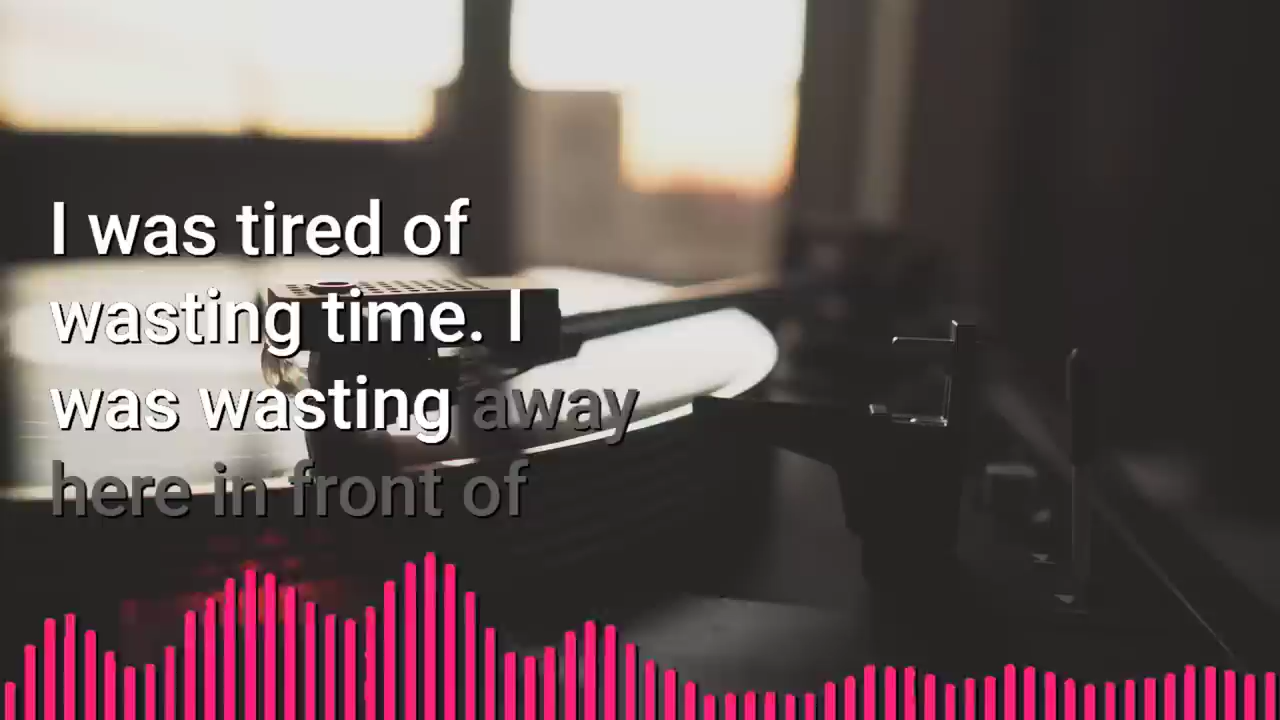 I was tired of
wasting time. I
was wasting away
here in front of